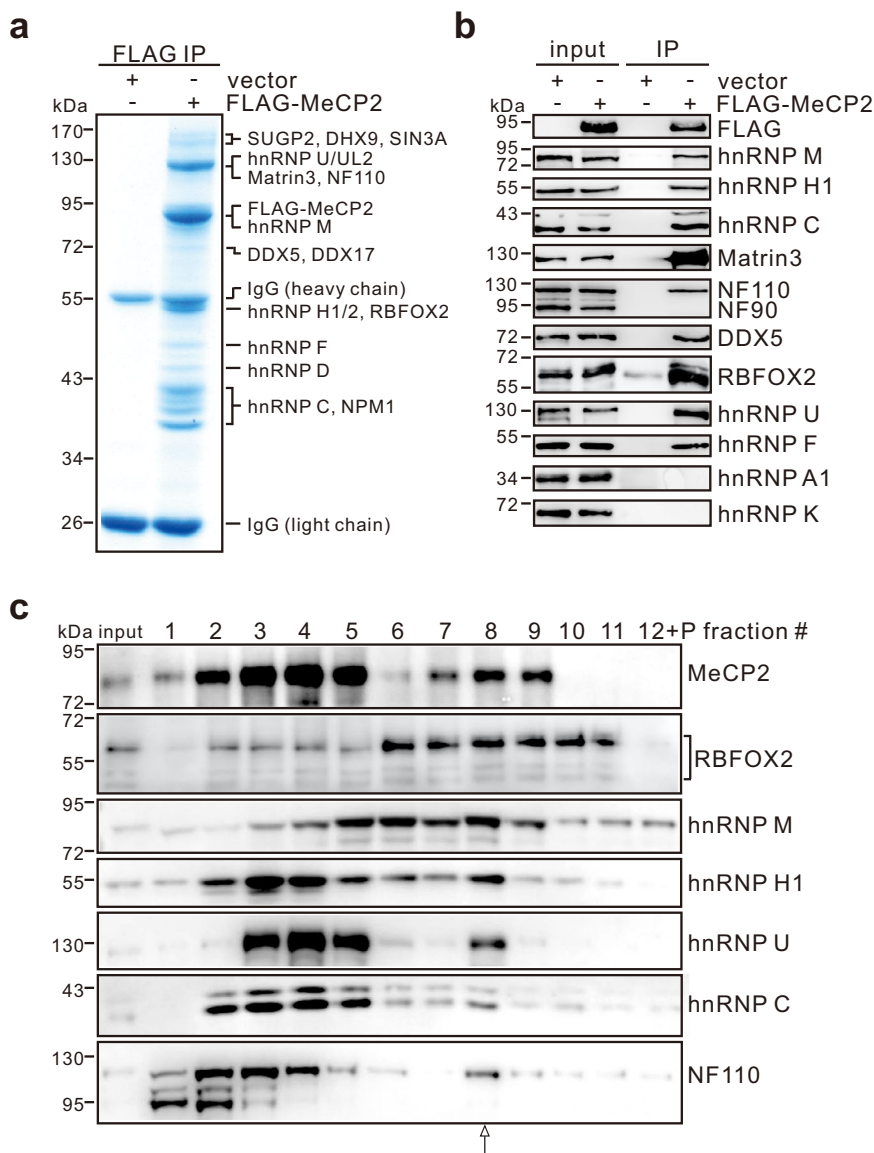 a
FLAG IP
+ - vector
- + FLAG-MeCP2
kDa
170
130
95
72
55
43
34
26
SUGP2, DHX9, SIN3A
hnRNP U/UL2
Matrin3, NF110
FLAG-MeCP2
hnRNP M
DDX5, DDX17
IgG (heavy chain)
hnRNP H1/2, RBFOX2
hnRNP F
hnRNP D
hnRNP C, NPM1
IgG (light chain)
b
input IP
+ - + - vector
- + - + FLAG-MeCP2
kDa
95 FLAG
95 hnRNP M
72
55 hnRNP H1
43 hnRNP C
130 Matrin3
130 NF110
95 NF90
72 DDX5
72 RBFOX2
55
130 hnRNP U
55 hnRNP F
34 hnRNP A1
72 hnRNP K
c
kDa input 1 2 3 4 5 6 7 8 9 10 11 12+P fraction #
95 MeCP2
72
72 RBFOX2
55
95 hnRNP M
72
55 hnRNP H1
130 hnRNP U
43 hnRNP C
130 NF110
95